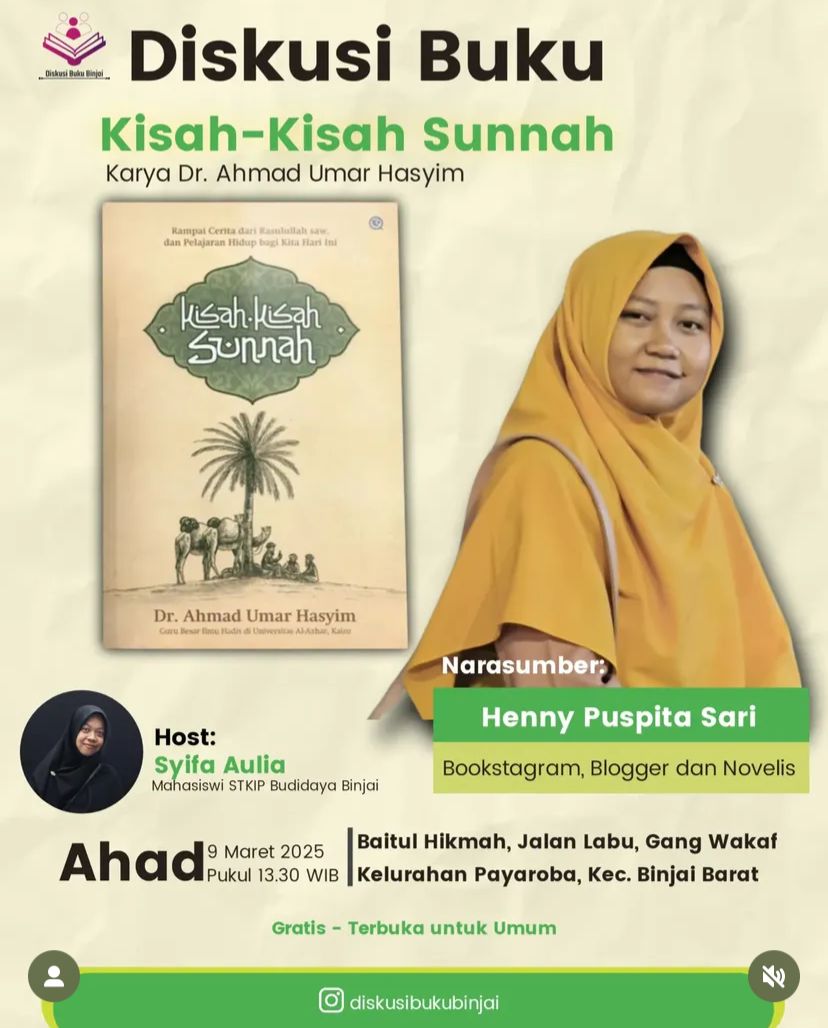 Diskusi Buku Binjai
Diskusi Buku
Kisah-Kisah Sunnah
Karya Dr. Ahmad Umar Hasyim
Rampai Cerita dari Rasulullah saw.
dan Pelajaran Hidup bagi Kita Hari Ini
Kisah-Kisah
Sunnah
Dr. Ahmad Umar Hasyim
Guru Besar Ilmu Hadis di Universitas Al-Azhar, Kairo
Narasumber:
Henny Puspita Sari
Bookstagram, Blogger dan Novelis
Host:
Syifa Aulia
Mahasiswi STKIP Budidaya Binjai
Ahad
9 Maret 2025
Pukul 13.30 WIB
Baitul Hikmah, Jalan Labu, Gang Wakaf
Kelurahan Payaroba, Kec. Binjai Barat
Gratis - Terbuka untuk Umum
diskusibukubinjai